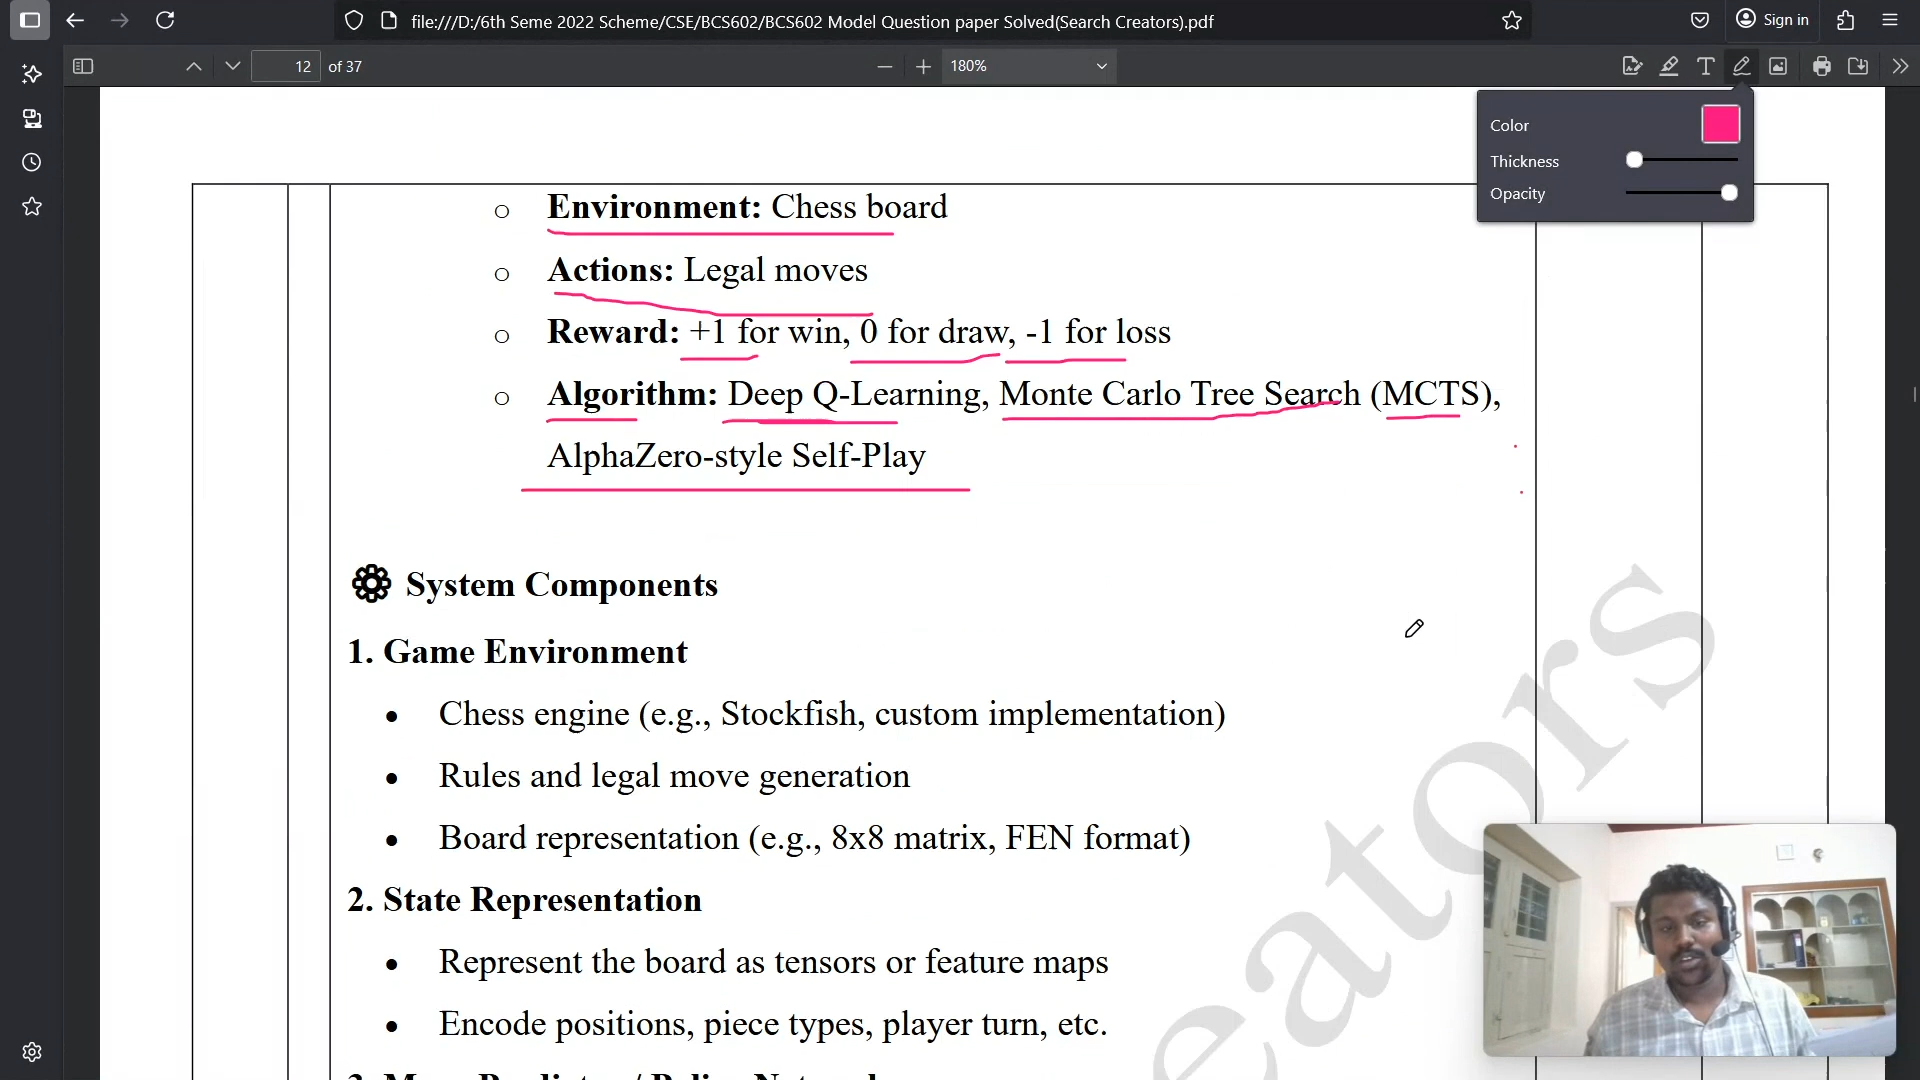 file:///D:/6th Seme 2022 Scheme/CSE/BCS602/BCS602 Model Question paper Solved(Search Creators).pdf
Sign in
12 of 37
180%
Color
Thickness
Opacity
Environment: Chess board
Actions: Legal moves
Reward: +1 for win, 0 for draw, -1 for loss
Algorithm: Deep Q-Learning, Monte Carlo Tree Search (MCTS),
AlphaZero-style Self-Play
System Components
1. Game Environment
Chess engine (e.g., Stockfish, custom implementation)
Rules and legal move generation
Board representation (e.g., 8x8 matrix, FEN format)
2. State Representation
Represent the board as tensors or feature maps
Encode positions, piece types, player turn, etc.
eators